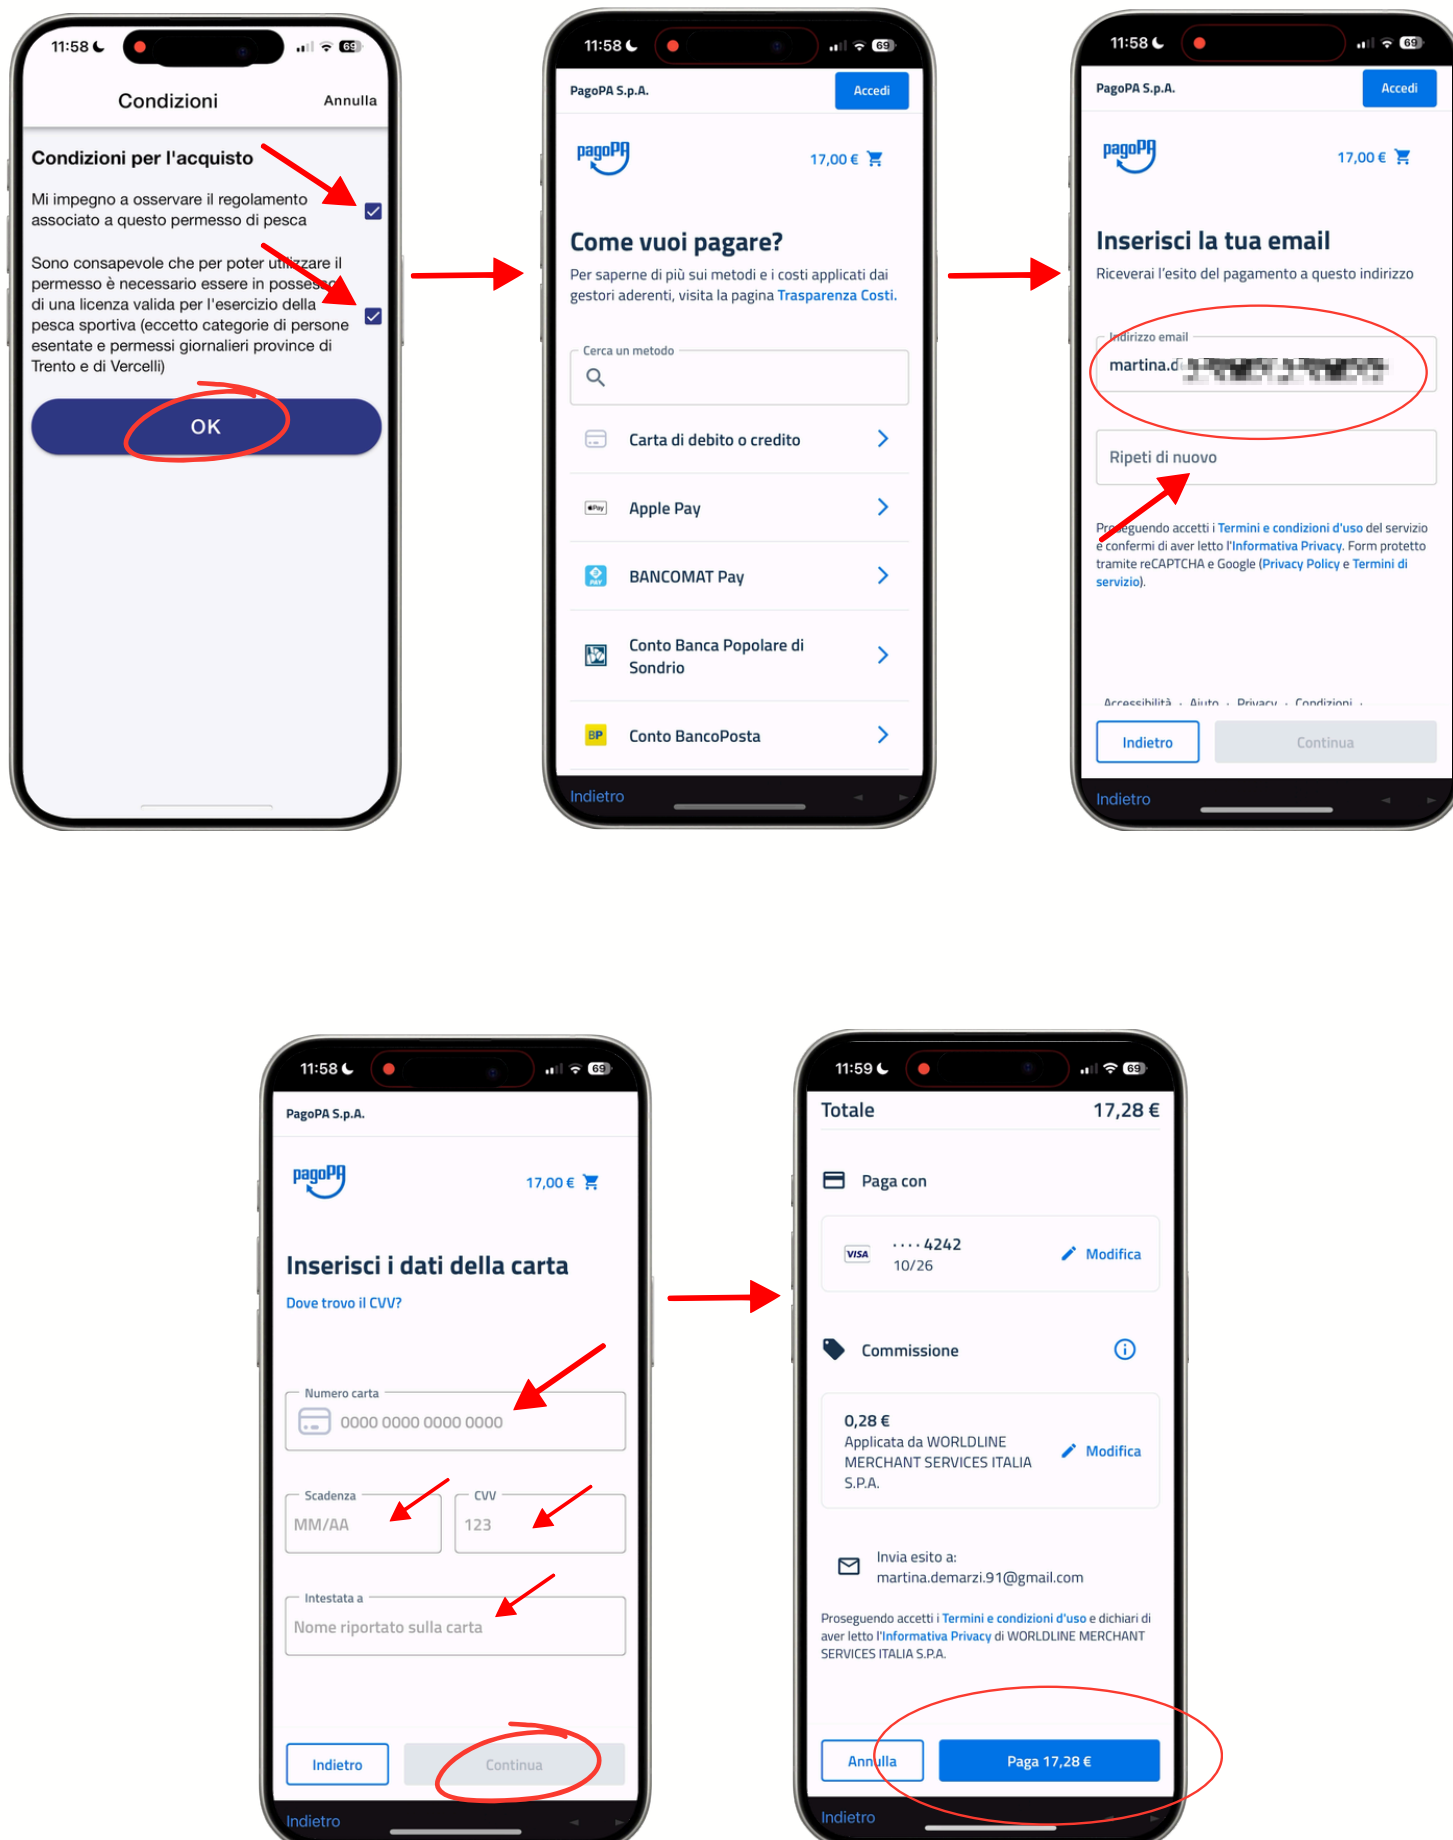 11:58
69
Condizioni
Annulla
Condizioni per l'acquisto
Mi impegno a osservare il regolamento
associato a questo permesso di pesca
Sono consapevole che per poter utilizzare il
permesso è necessario essere in possesso
di una licenza valida per l'esercizio della
pesca sportiva (eccetto categorie di persone
esentate e permessi giornalieri province di
Trento e di Vercelli)
OK
11:58
69
PagoPA S.p.A.
Accedi
pagoPA
17,00 €
Come vuoi pagare?
Per saperne di più sui metodi e i costi applicati dai
gestori aderenti, visita la pagina Trasparenza Costi.
Cerca un metodo
Carta di debito o credito
Pay
Apple Pay
PAY
BANCOMAT Pay
Conto Banca Popolare di
Sondrio
BP
Conto BancoPosta
Indietro
11:58
69
PagoPA S.p.A.
Accedi
pagoPA
17,00 €
Inserisci la tua email
Riceverai l'esito del pagamento a questo indirizzo
Indirizzo email
martina.d
Ripeti di nuovo
Proseguendo accetti i Termini e condizioni d'uso del servizio
e confermi di aver letto l'Informativa Privacy. Form protetto
tramite reCAPTCHA e Google (Privacy Policy e Termini di
servizio).
Accessibilità · Aiuto · Privacy · Condizioni ·
Indietro
Continua
Indietro
11:58
69
PagoPA S.p.A.
pagoPA
17,00 €
Inserisci i dati della carta
Dove trovo il CVV?
Numero carta
0000 0000 0000 0000
Scadenza
CVV
MM/AA
123
Intestata a
Nome riportato sulla carta
Indietro
Continua
Indietro
11:59
69
Totale
17,28 €
Paga con
VISA
···· 4242
10/26
Modifica
Commissione
0,28 €
Applicata da WORLDLINE
MERCHANT SERVICES ITALIA
S.P.A.
Modifica
Invia esito a:
martina.demarzi.91@gmail.com
Proseguendo accetti i Termini e condizioni d'uso e dichiari di
aver letto l'Informativa Privacy di WORLDLINE MERCHANT
SERVICES ITALIA S.P.A.
Annulla
Paga 17,28 €
Indietro